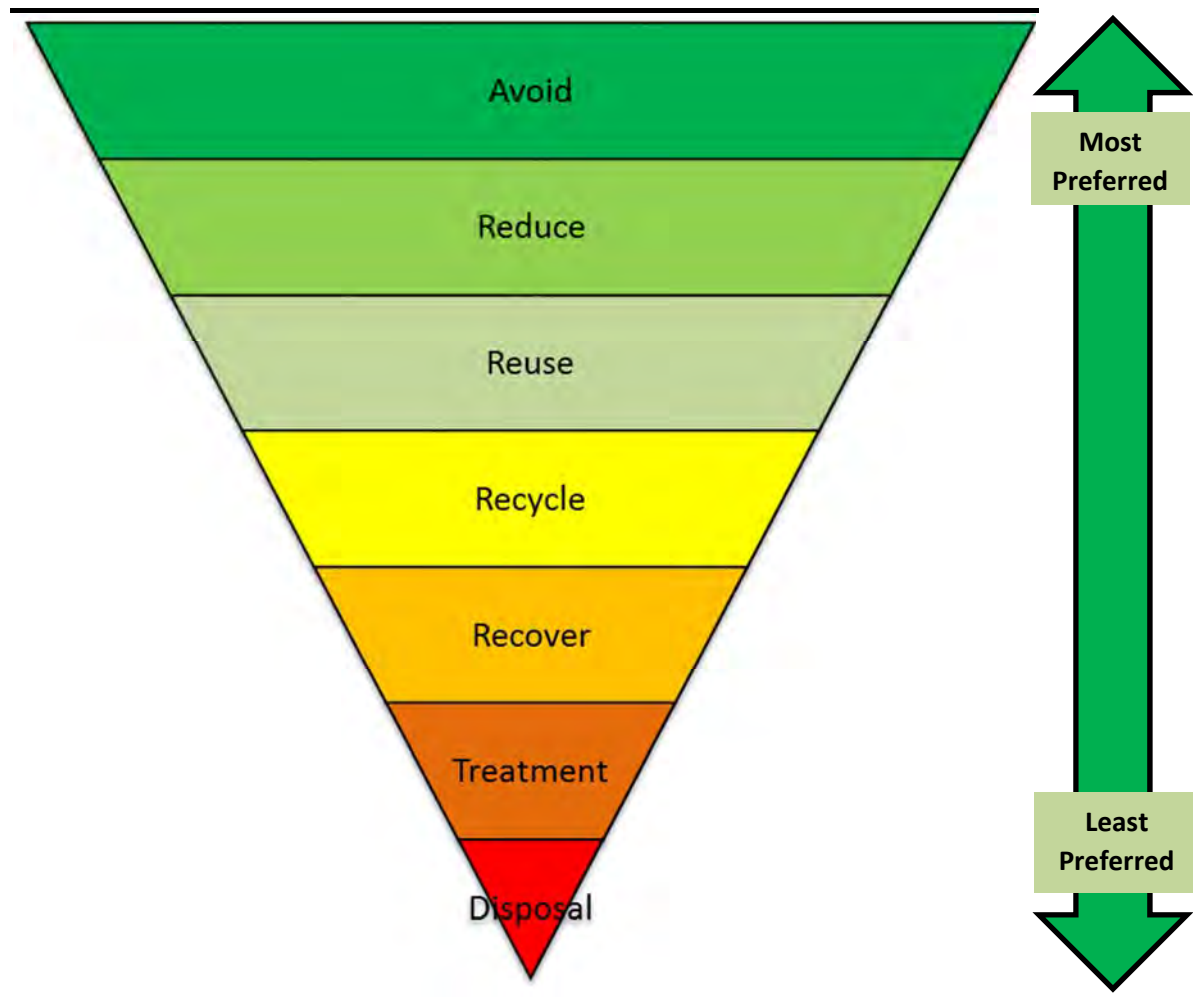 Avoid
Most
Preferred
Reduce
Reuse
Recycle
Recover
Treatment
Least
Preferred
Disposal